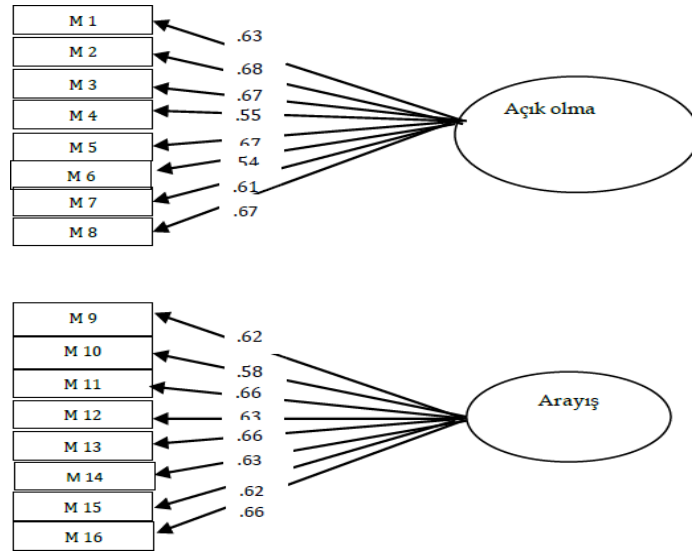 M 1
.63
M 2
.68
M 3
.67
M 4
.55
Açık olma
M 5
.67
M 6
.54
M 7
.61
M 8
.67
M 9
.62
M 10
.58
M 11
.66
M 12
.63
Arayış
M 13
.66
M 14
.63
M 15
.62
M 16
.66